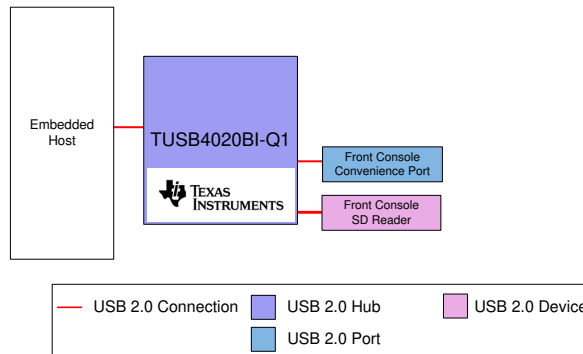 Embedded
Host
TUSB4020BI-Q1
TEXAS
INSTRUMENTS
Front Console
Convenience Port
Front Console
SD Reader
USB 2.0 Connection
USB 2.0 Hub
USB 2.0 Device
USB 2.0 Port